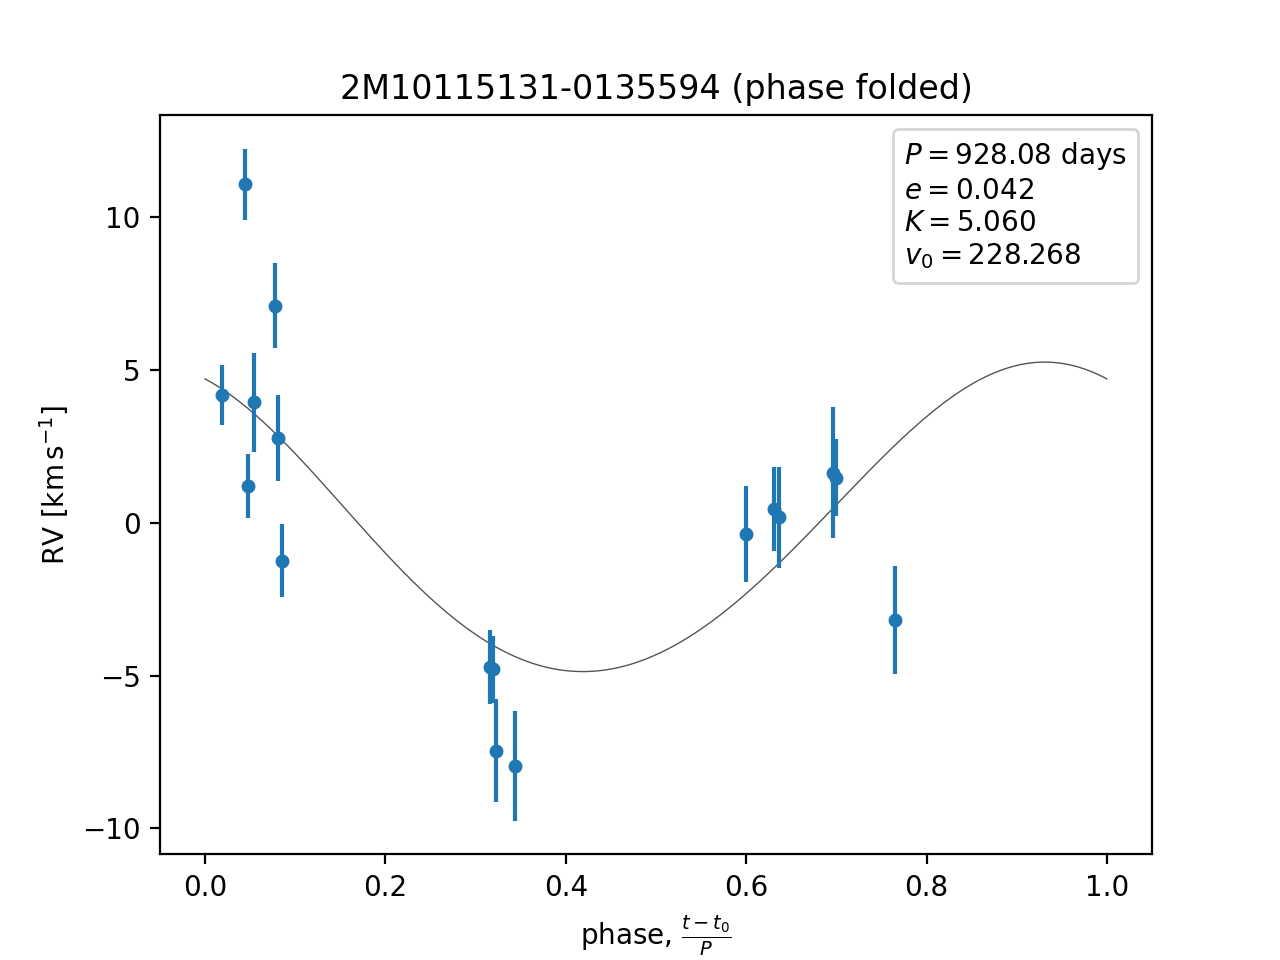 2M10115131-0135594 (phase folded)
P = 928.08 days
e = 0.042
K = 5.060
v₀ = 228.268
RV [km s⁻¹]
10
5
0
−5
−10
0.0 0.2 0.4 0.6 0.8 1.0
phase, (t − t₀)/P